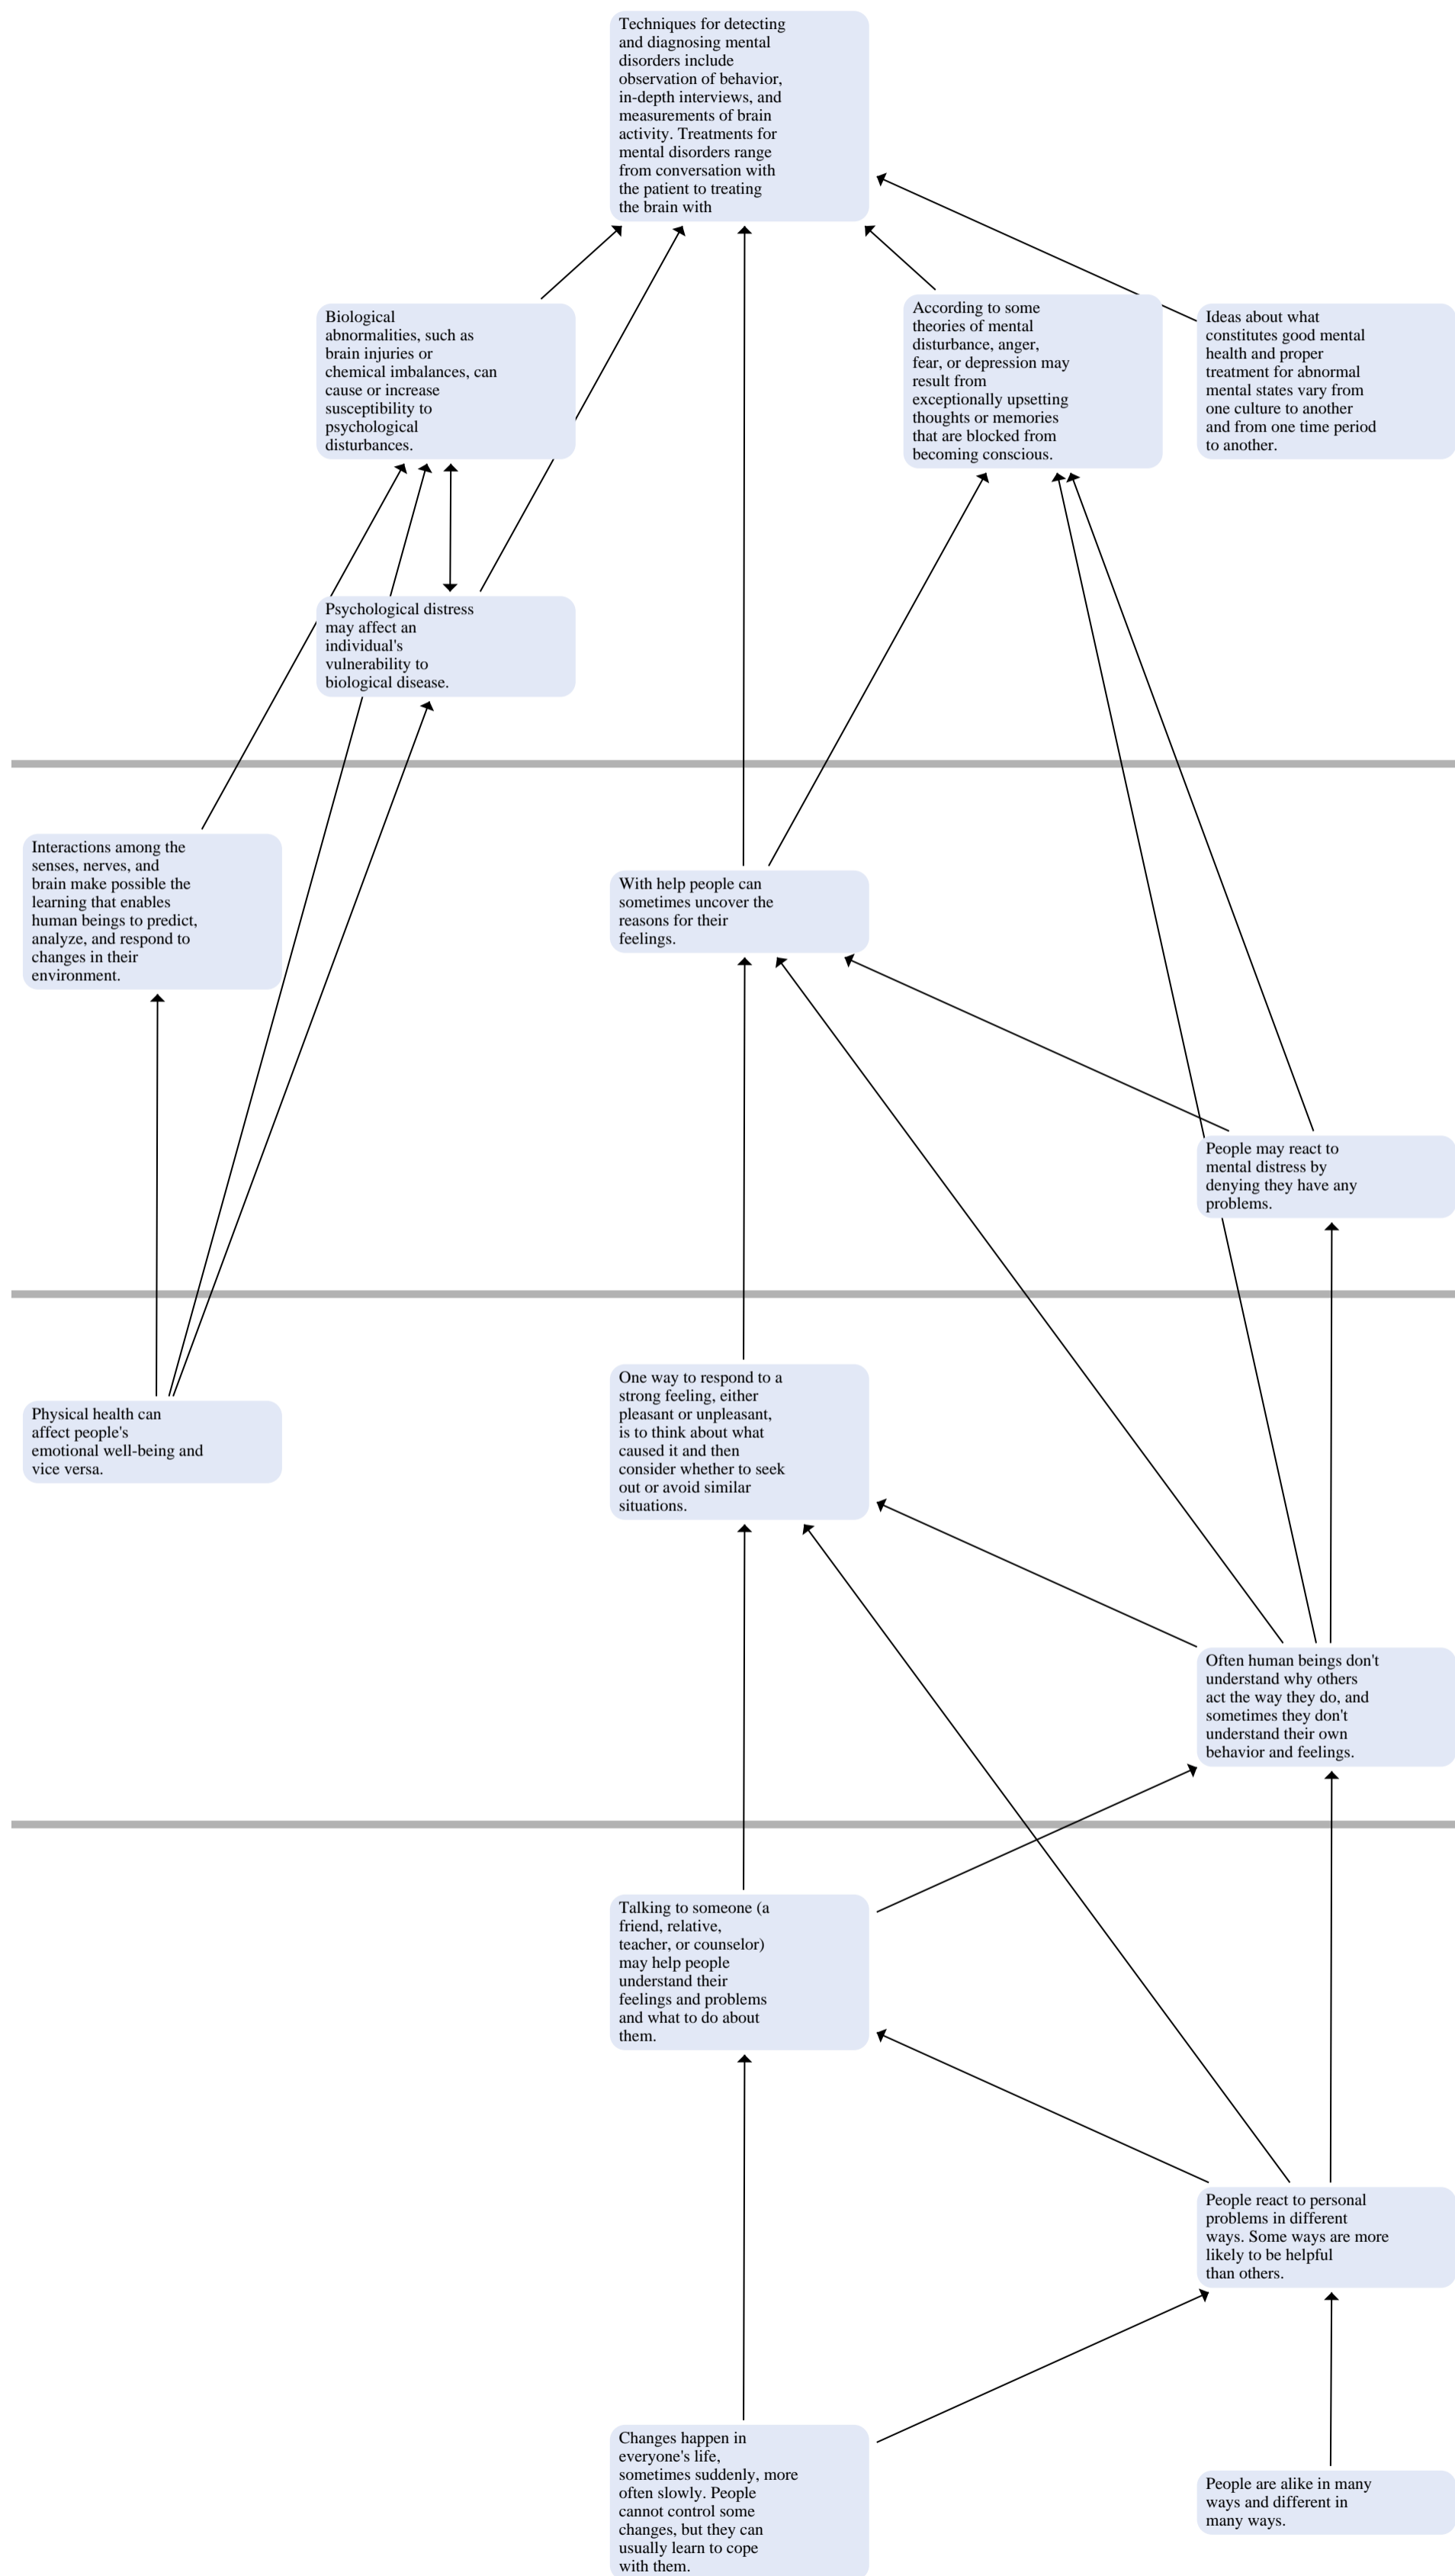 Techniques for detecting
and diagnosing mental
disorders include
observation of behavior,
in-depth interviews, and
measurements of brain
activity. Treatments for
mental disorders range
from conversation with
the patient to treating
the brain with
Biological
abnormalities, such as
brain injuries or
chemical imbalances, can
cause or increase
susceptibility to
psychological
disturbances.
According to some
theories of mental
disturbance, anger,
fear, or depression may
result from
exceptionally upsetting
thoughts or memories
that are blocked from
becoming conscious.
Ideas about what
constitutes good mental
health and proper
treatment for abnormal
mental states vary from
one culture to another
and from one time period
to another.
Psychological distress
may affect an
individual's
vulnerability to
biological disease.
Interactions among the
senses, nerves, and
brain make possible the
learning that enables
human beings to predict,
analyze, and respond to
changes in their
environment.
With help people can
sometimes uncover the
reasons for their
feelings.
People may react to
mental distress by
denying they have any
problems.
One way to respond to a
strong feeling, either
pleasant or unpleasant,
is to think about what
caused it and then
consider whether to seek
out or avoid similar
situations.
Physical health can
affect people's
emotional well-being and
vice versa.
Often human beings don't
understand why others
act the way they do, and
sometimes they don't
understand their own
behavior and feelings.
Talking to someone (a
friend, relative,
teacher, or counselor)
may help people
understand their
feelings and problems
and what to do about
them.
People react to personal
problems in different
ways. Some ways are more
likely to be helpful
than others.
Changes happen in
everyone's life,
sometimes suddenly, more
often slowly. People
cannot control some
changes, but they can
usually learn to cope
with them.
People are alike in many
ways and different in
many ways.